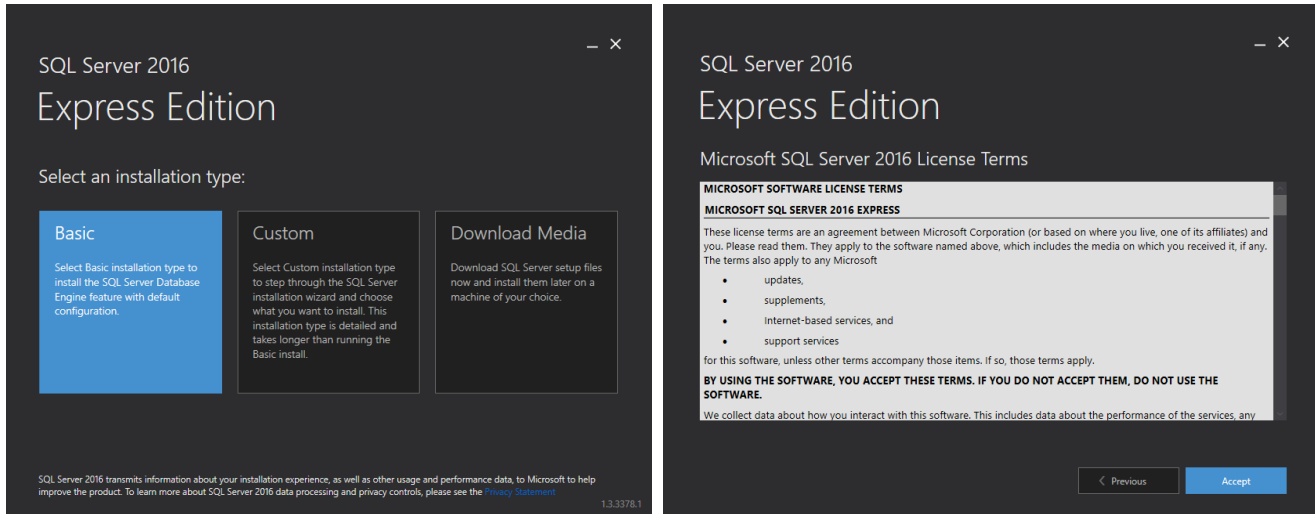 SQL Server 2016
Express Edition
Select an installation type:
Basic
Select Basic installation type to
install the SQL Server Database
Engine feature with default
configuration.
Custom
Select Custom installation type
to step through the SQL Server
installation wizard and choose
what you want to install. This
installation type is detailed and
takes longer than running the
Basic install.
Download Media
Download SQL Server setup files
now and install them later on a
machine of your choice.
SQL Server 2016 transmits information about your installation experience, as well as other usage and performance data, to Microsoft to help
improve the product. To learn more about SQL Server 2016 data processing and privacy controls, please see the Privacy Statement
1.3.3378.1
SQL Server 2016
Express Edition
Microsoft SQL Server 2016 License Terms
MICROSOFT SOFTWARE LICENSE TERMS
MICROSOFT SQL SERVER 2016 EXPRESS
These license terms are an agreement between Microsoft Corporation (or based on where you live, one of its affiliates) and
you. Please read them. They apply to the software named above, which includes the media on which you received it, if any.
The terms also apply to any Microsoft
• updates,
• supplements,
• Internet-based services, and
• support services
for this software, unless other terms accompany those items. If so, those terms apply.
BY USING THE SOFTWARE, YOU ACCEPT THESE TERMS. IF YOU DO NOT ACCEPT THEM, DO NOT USE THE
SOFTWARE.
We collect data about how you interact with this software. This includes data about the performance of the services, any
Previous
Accept